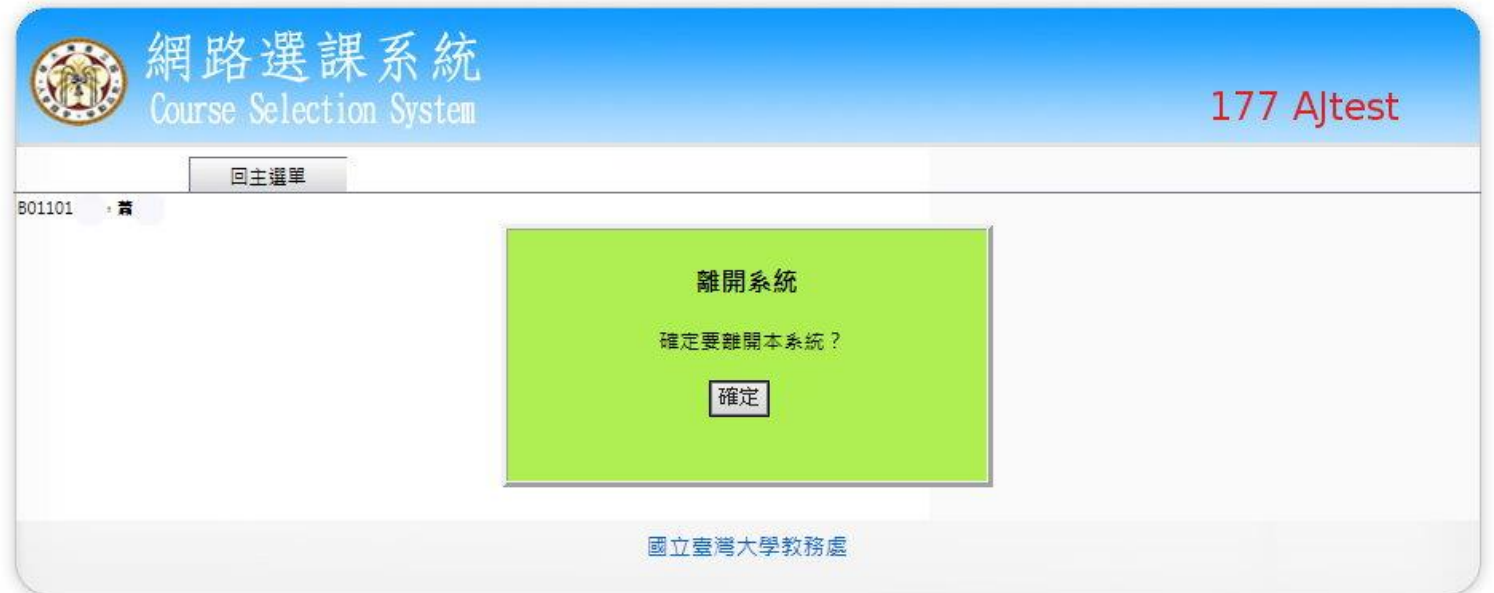 網路選課系統
Course Selection System
177 AJtest
回主選單
B01101 : 蕭
離開系統
確定要離開本系統？
確定
國立臺灣大學教務處